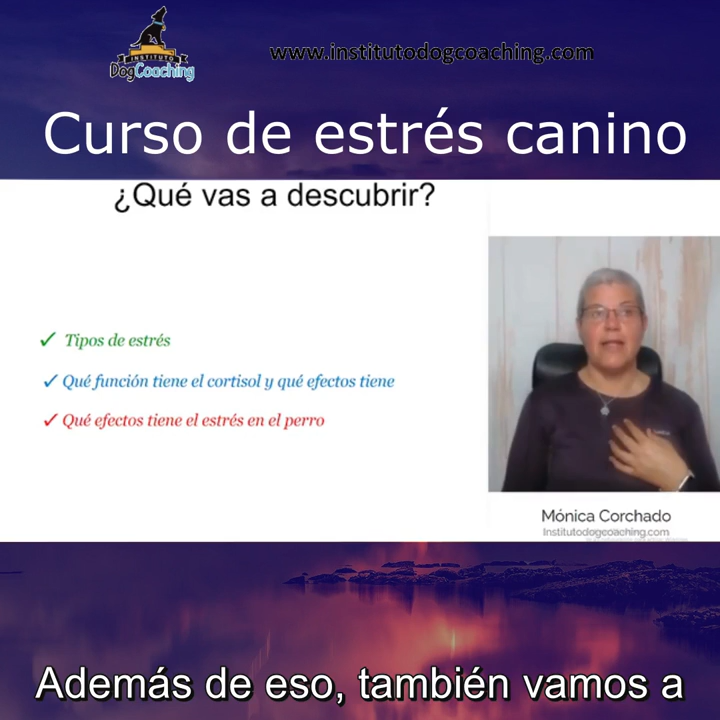 INSTITUTO
DogCoaching
www.institutodogcoaching.com
Curso de estrés canino
¿Qué vas a descubrir?
✓ Tipos de estrés
✓ Qué función tiene el cortisol y qué efectos tiene
✓ Qué efectos tiene el estrés en el perro
Mónica Corchado
Institutodogcoaching.com
Además de eso, también vamos a